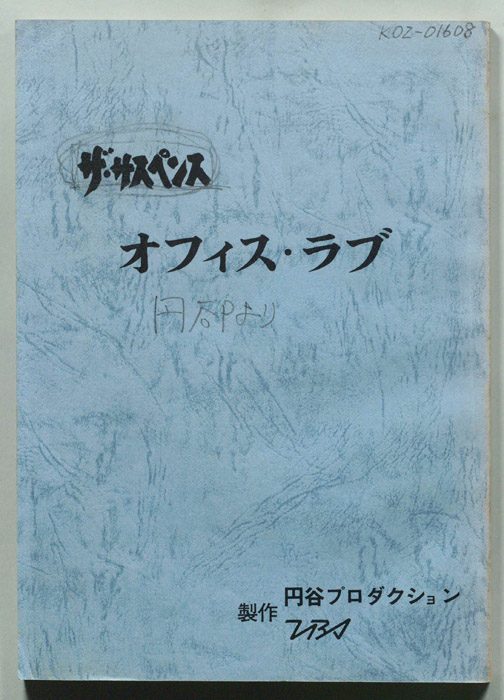 KOZ-01608
ザ・サスペンス
オフィス・ラブ
円谷Pより
製作 円谷プロダクション
TBS